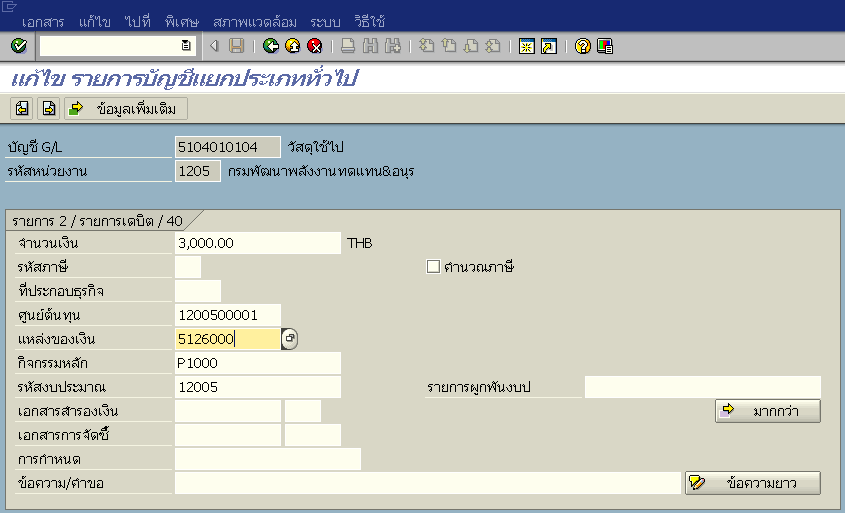 เอกสาร แก้ไข ไปที่ พิเศษ สภาพแวดล้อม ระบบ วิธีใช้
แก้ไข รายการบัญชีแยกประเภททั่วไป
ข้อมูลเพิ่มเติม
บัญชี G/L 5104010104 วัสดุใช้ไป
รหัสหน่วยงาน 1205 กรมพัฒนาพลังงานทดแทน&อนุร
รายการ 2 / รายการเดบิต / 40
จำนวนเงิน 3,000.00 THB
รหัสภาษี คำนวณภาษี
ที่ประกอบธุรกิจ
ศูนย์ต้นทุน 1200500001
แหล่งของเงิน 5126000
กิจกรรมหลัก P1000
รหัสงบประมาณ 12005 รายการผูกพันงบป
เอกสารสำรองเงิน มากกว่า
เอกสารการจัดซื้
การกำหนด
ข้อความ/คำขอ ข้อความยาว